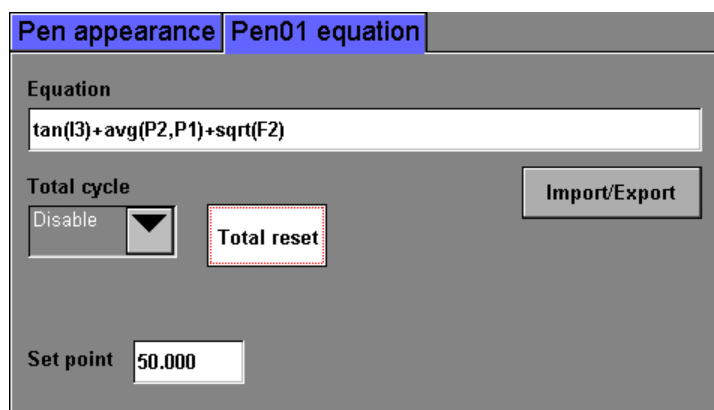 Pen appearance Pen01 equation
Equation
tan(I3)+avg(P2,P1)+sqrt(F2)
Total cycle
Import/Export
Disable
Total reset
Set point 50.000